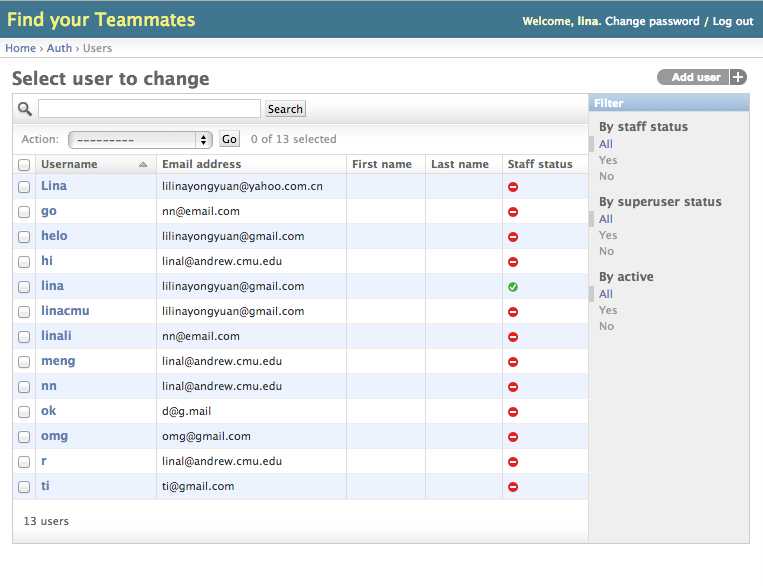 Find your Teammates
Welcome, lina. Change password / Log out
Home › Auth › Users
Select user to change
Add user
Search
Action: --------- Go 0 of 13 selected
Username Email address First name Last name Staff status
Lina lilinayongyuan@yahoo.com.cn
go nn@email.com
helo lilinayongyuan@gmail.com
hi linal@andrew.cmu.edu
lina lilinayongyuan@gmail.com
linacmu lilinayongyuan@gmail.com
linali nn@email.com
meng linal@andrew.cmu.edu
nn linal@andrew.cmu.edu
ok d@g.mail
omg omg@gmail.com
r linal@andrew.cmu.edu
ti ti@gmail.com
13 users
Filter
By staff status
All
Yes
No
By superuser status
All
Yes
No
By active
All
Yes
No